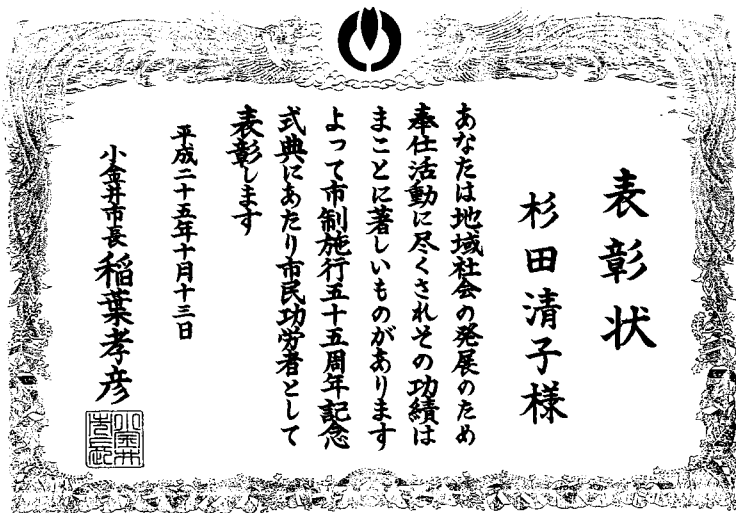 表彰状
杉田清子様
あなたは地域社会の発展のため
奉仕活動に尽くされその功績は
まことに著しいものがあります
よって市制施行五十五周年記念
式典にあたり市民功労者として
表彰します
平成二十五年十月十三日
小金井市長 稲葉孝彦